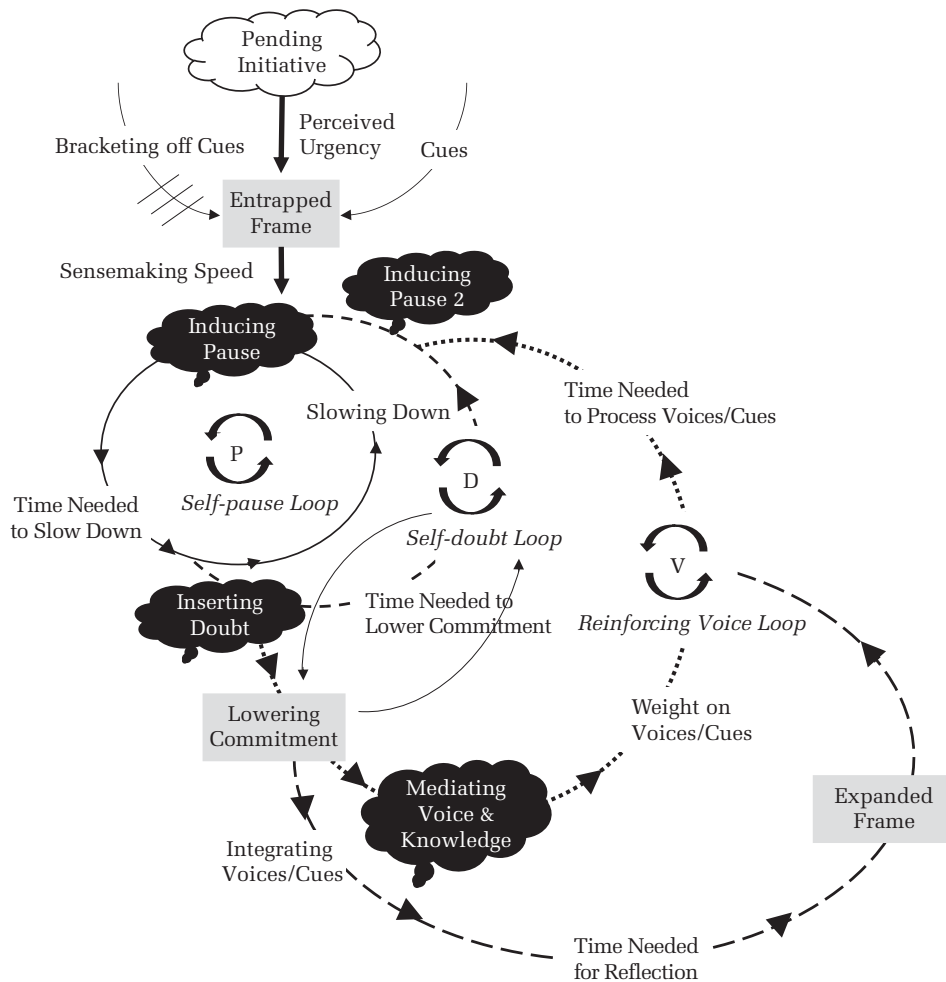 Pending
Initiative
Perceived
Urgency
Bracketing off Cues
Cues
Entrapped
Frame
Sensemaking Speed
Inducing
Pause 2
Inducing
Pause
Time Needed
to Process Voices/Cues
Slowing Down
P
Self-pause Loop
D
Time Needed
to Slow Down
Self-doubt Loop
V
Inserting
Doubt
Time Needed to
Lower Commitment
Reinforcing Voice Loop
Lowering
Commitment
Weight on
Voices/Cues
Mediating
Voice &
Knowledge
Expanded
Frame
Integrating
Voices/Cues
Time Needed
for Reflection